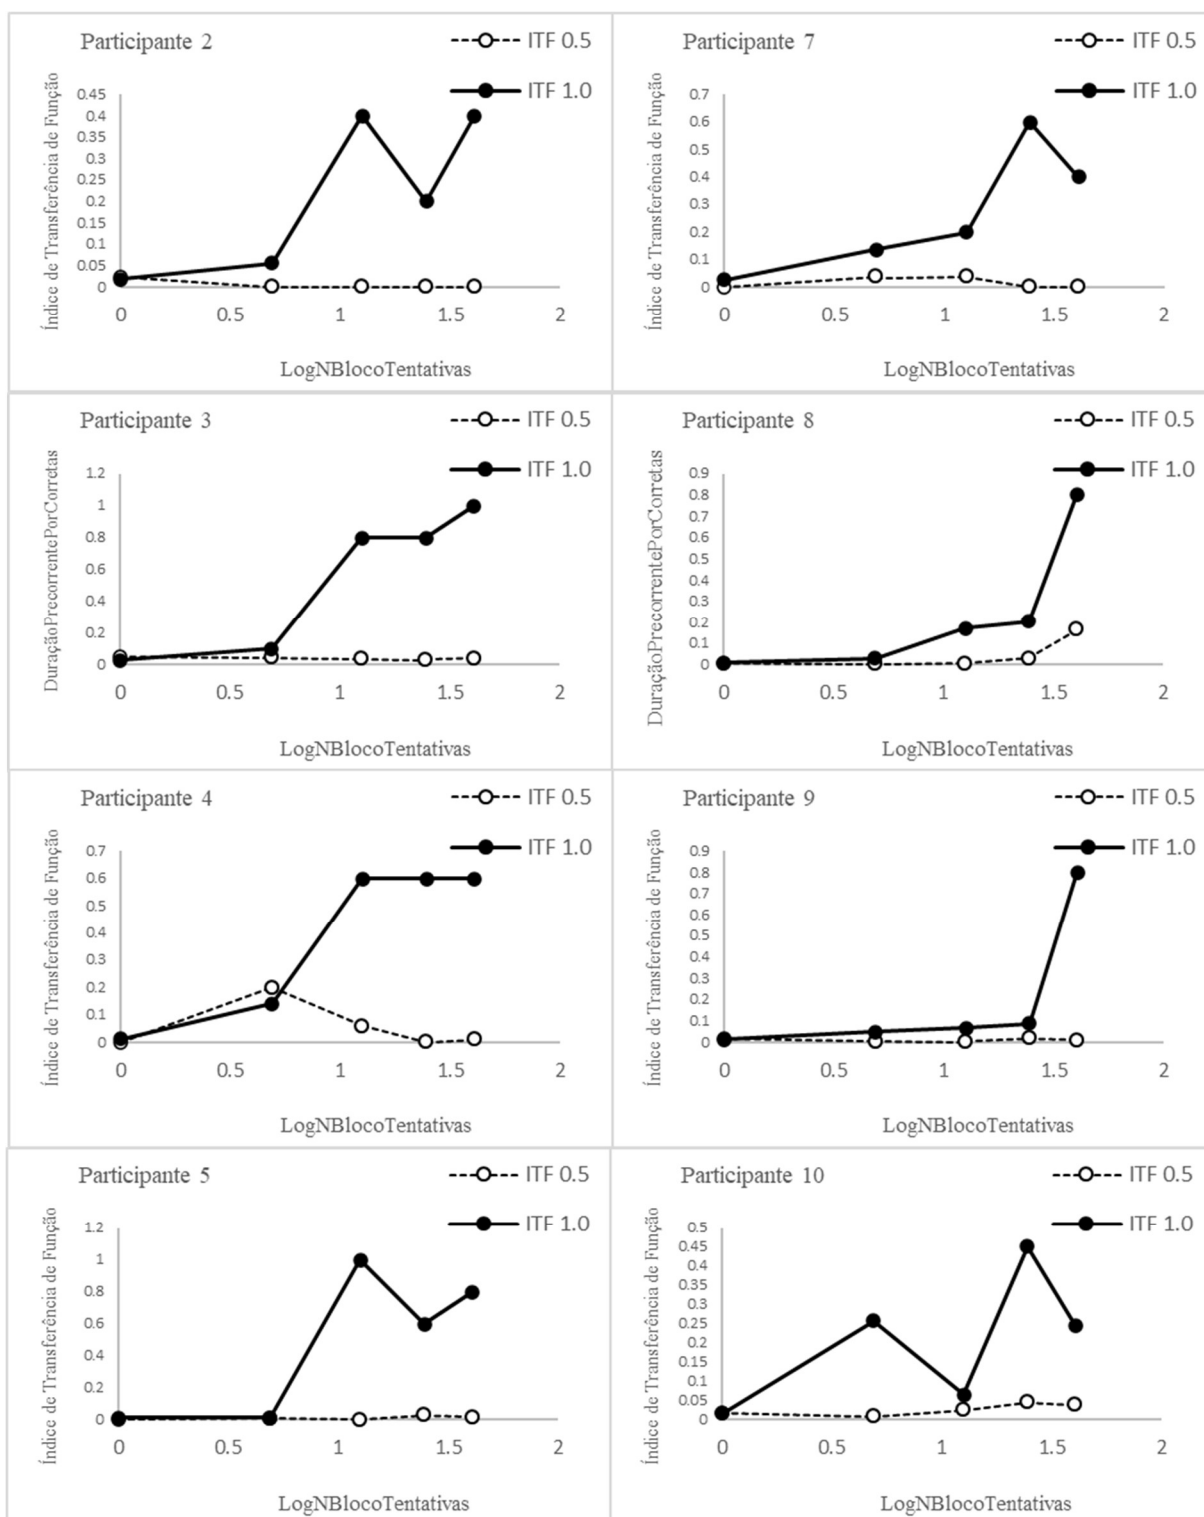 Participante 2
ITF 0.5
ITF 1.0
Índice de Transferência de Função
0.45
0.4
0.35
0.3
0.25
0.2
0.15
0.1
0.05
0
0 0.5 1 1.5 2
LogNBlocoTentativas
Participante 7
ITF 0.5
ITF 1.0
Índice de Transferência de Função
0.7
0.6
0.5
0.4
0.3
0.2
0.1
0
0 0.5 1 1.5 2
LogNBlocoTentativas
Participante 3
ITF 0.5
ITF 1.0
DuraçãoPrecorrentePorCorretas
1.2
1
0.8
0.6
0.4
0.2
0
0 0.5 1 1.5 2
LogNBlocoTentativas
Participante 8
ITF 0.5
ITF 1.0
DuraçãoPrecorrentePorCorretas
0.9
0.8
0.7
0.6
0.5
0.4
0.3
0.2
0.1
0
0 0.5 1 1.5 2
LogNBlocoTentativas
Participante 4
ITF 0.5
ITF 1.0
Índice de Transferência de Função
0.7
0.6
0.5
0.4
0.3
0.2
0.1
0
0 0.5 1 1.5 2
LogNBlocoTentativas
Participante 9
ITF 0.5
ITF 1.0
Índice de Transferência de Função
0.9
0.8
0.7
0.6
0.5
0.4
0.3
0.2
0.1
0
0 0.5 1 1.5 2
LogNBlocoTentativas
Participante 5
ITF 0.5
ITF 1.0
Índice de Transferência de Função
1.2
1
0.8
0.6
0.4
0.2
0
0 0.5 1 1.5 2
LogNBlocoTentativas
Participante 10
ITF 0.5
ITF 1.0
Índice de Transferência de Função
0.5
0.45
0.4
0.35
0.3
0.25
0.2
0.15
0.1
0.05
0
0 0.5 1 1.5 2
LogNBlocoTentativas